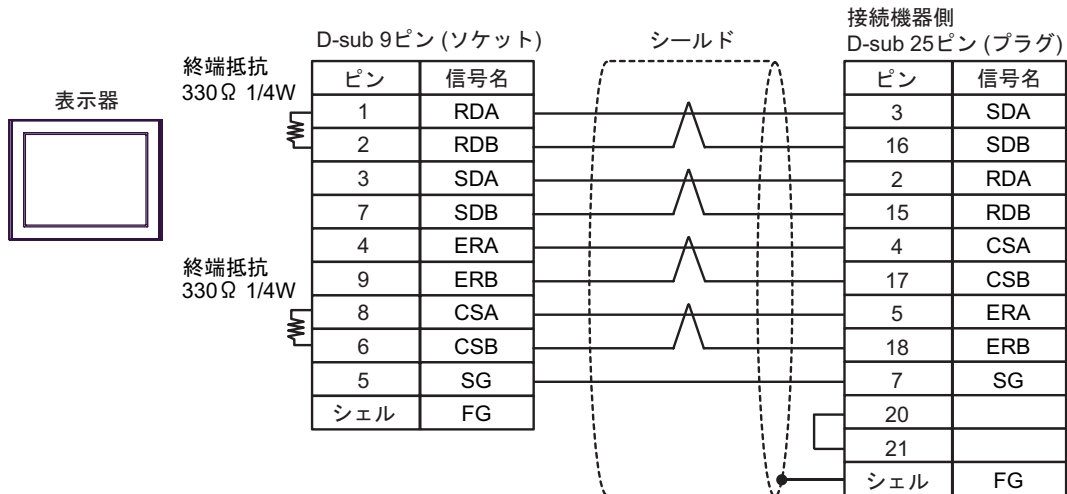 表示器
終端抵抗
330Ω 1/4W
終端抵抗
330Ω 1/4W
D-sub 9ピン (ソケット)
ピン 信号名
1 RDA
2 RDB
3 SDA
7 SDB
4 ERA
9 ERB
8 CSA
6 CSB
5 SG
シェル FG
シールド
接続機器側
D-sub 25ピン (プラグ)
ピン 信号名
3 SDA
16 SDB
2 RDA
15 RDB
4 CSA
17 CSB
5 ERA
18 ERB
7 SG
20
21
シェル FG